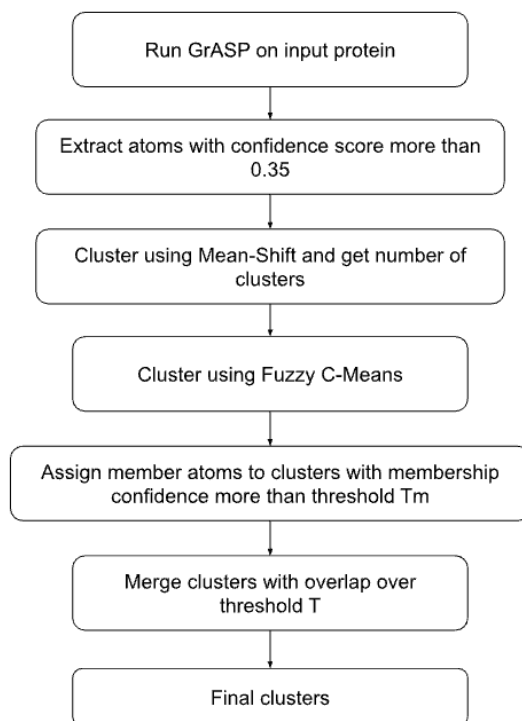 Run GrASP on input protein
Extract atoms with confidence score more than
0.35
Cluster using Mean-Shift and get number of
clusters
Cluster using Fuzzy C-Means
Assign member atoms to clusters with membership
confidence more than threshold Tm
Merge clusters with overlap over
threshold T
Final clusters